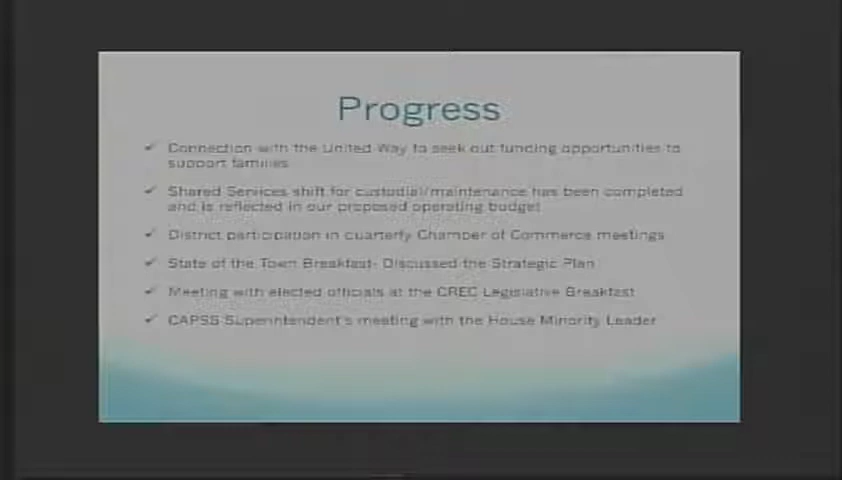 Progress
✓ Connection with the United Way to seek out funding opportunities to
support families
✓ Shared Services shift for custodial/maintenance has been completed
and is reflected in our proposed operating budget
✓ District participation in quarterly Chamber of Commerce meetings
✓ State of the Town Breakfast- Discussed the Strategic Plan
✓ Meeting with elected officials at the CREC Legislative Breakfast
✓ CAPSS Superintendent's meeting with the House Minority Leader